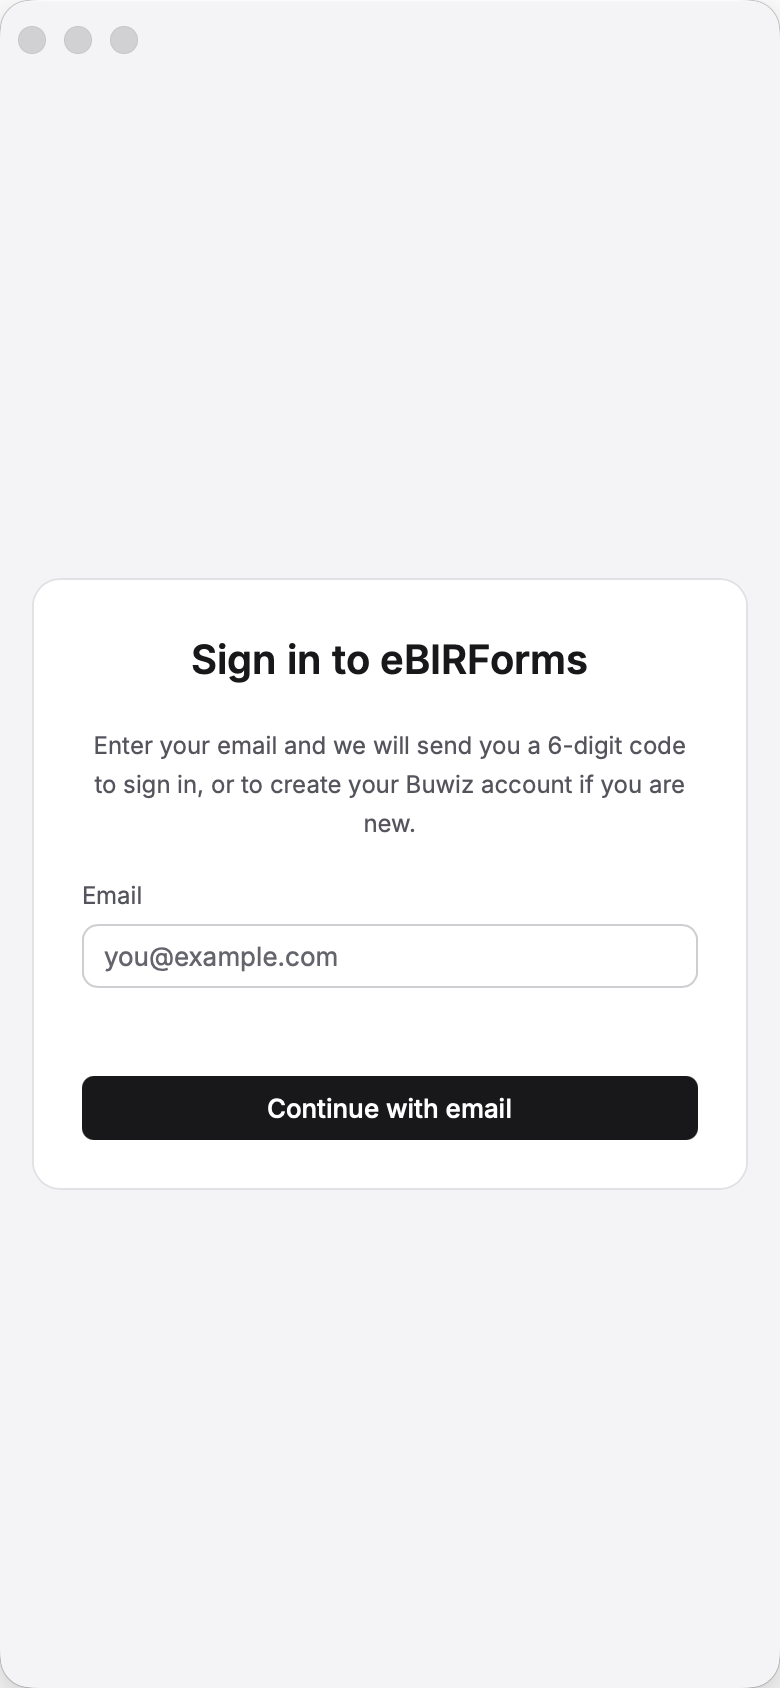 Sign in to eBIRForms
Enter your email and we will send you a 6-digit code
to sign in, or to create your Buwiz account if you are
new.
Email
you@example.com
Continue with email